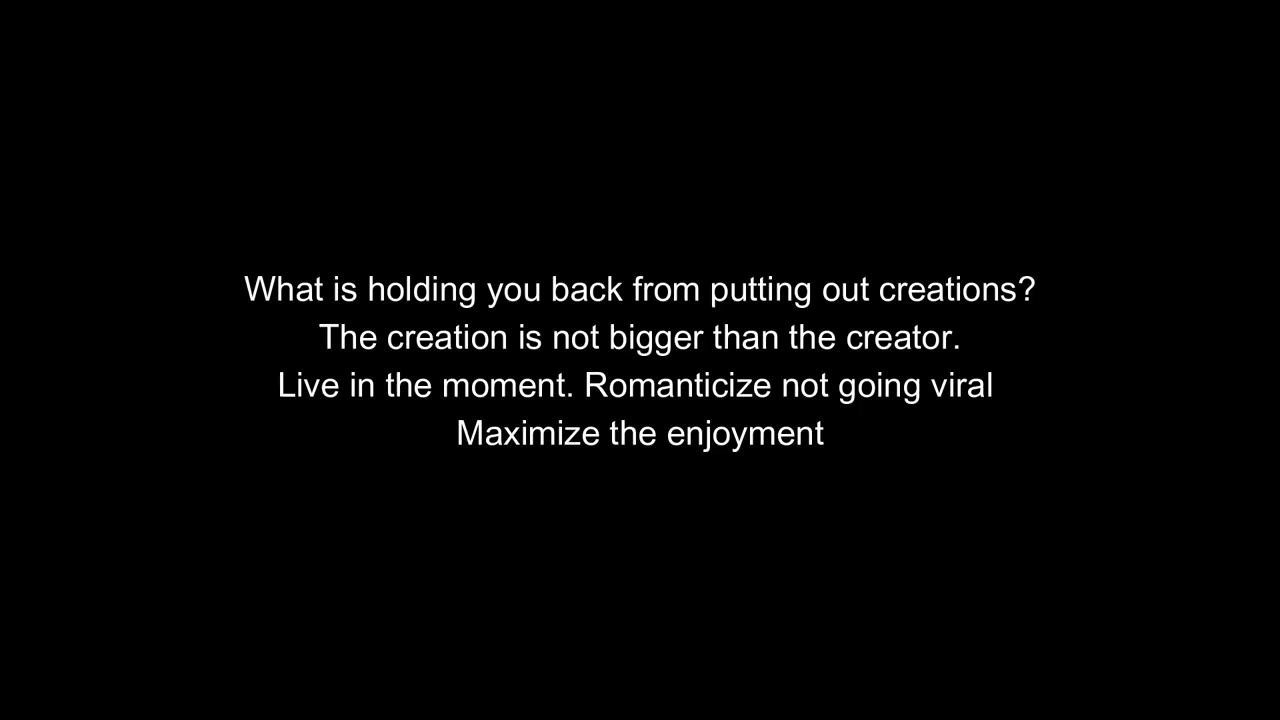 What is holding you back from putting out creations?
The creation is not bigger than the creator.
Live in the moment. Romanticize not going viral
Maximize the enjoyment